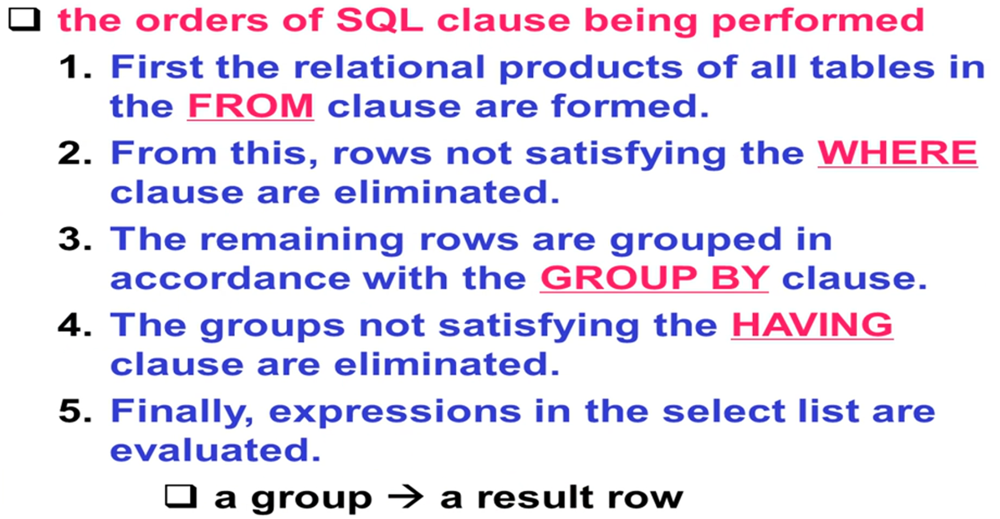 the orders of SQL clause being performed
1. First the relational products of all tables in
the FROM clause are formed.
2. From this, rows not satisfying the WHERE
clause are eliminated.
3. The remaining rows are grouped in
accordance with the GROUP BY clause.
4. The groups not satisfying the HAVING
clause are eliminated.
5. Finally, expressions in the select list are
evaluated.
a group → a result row